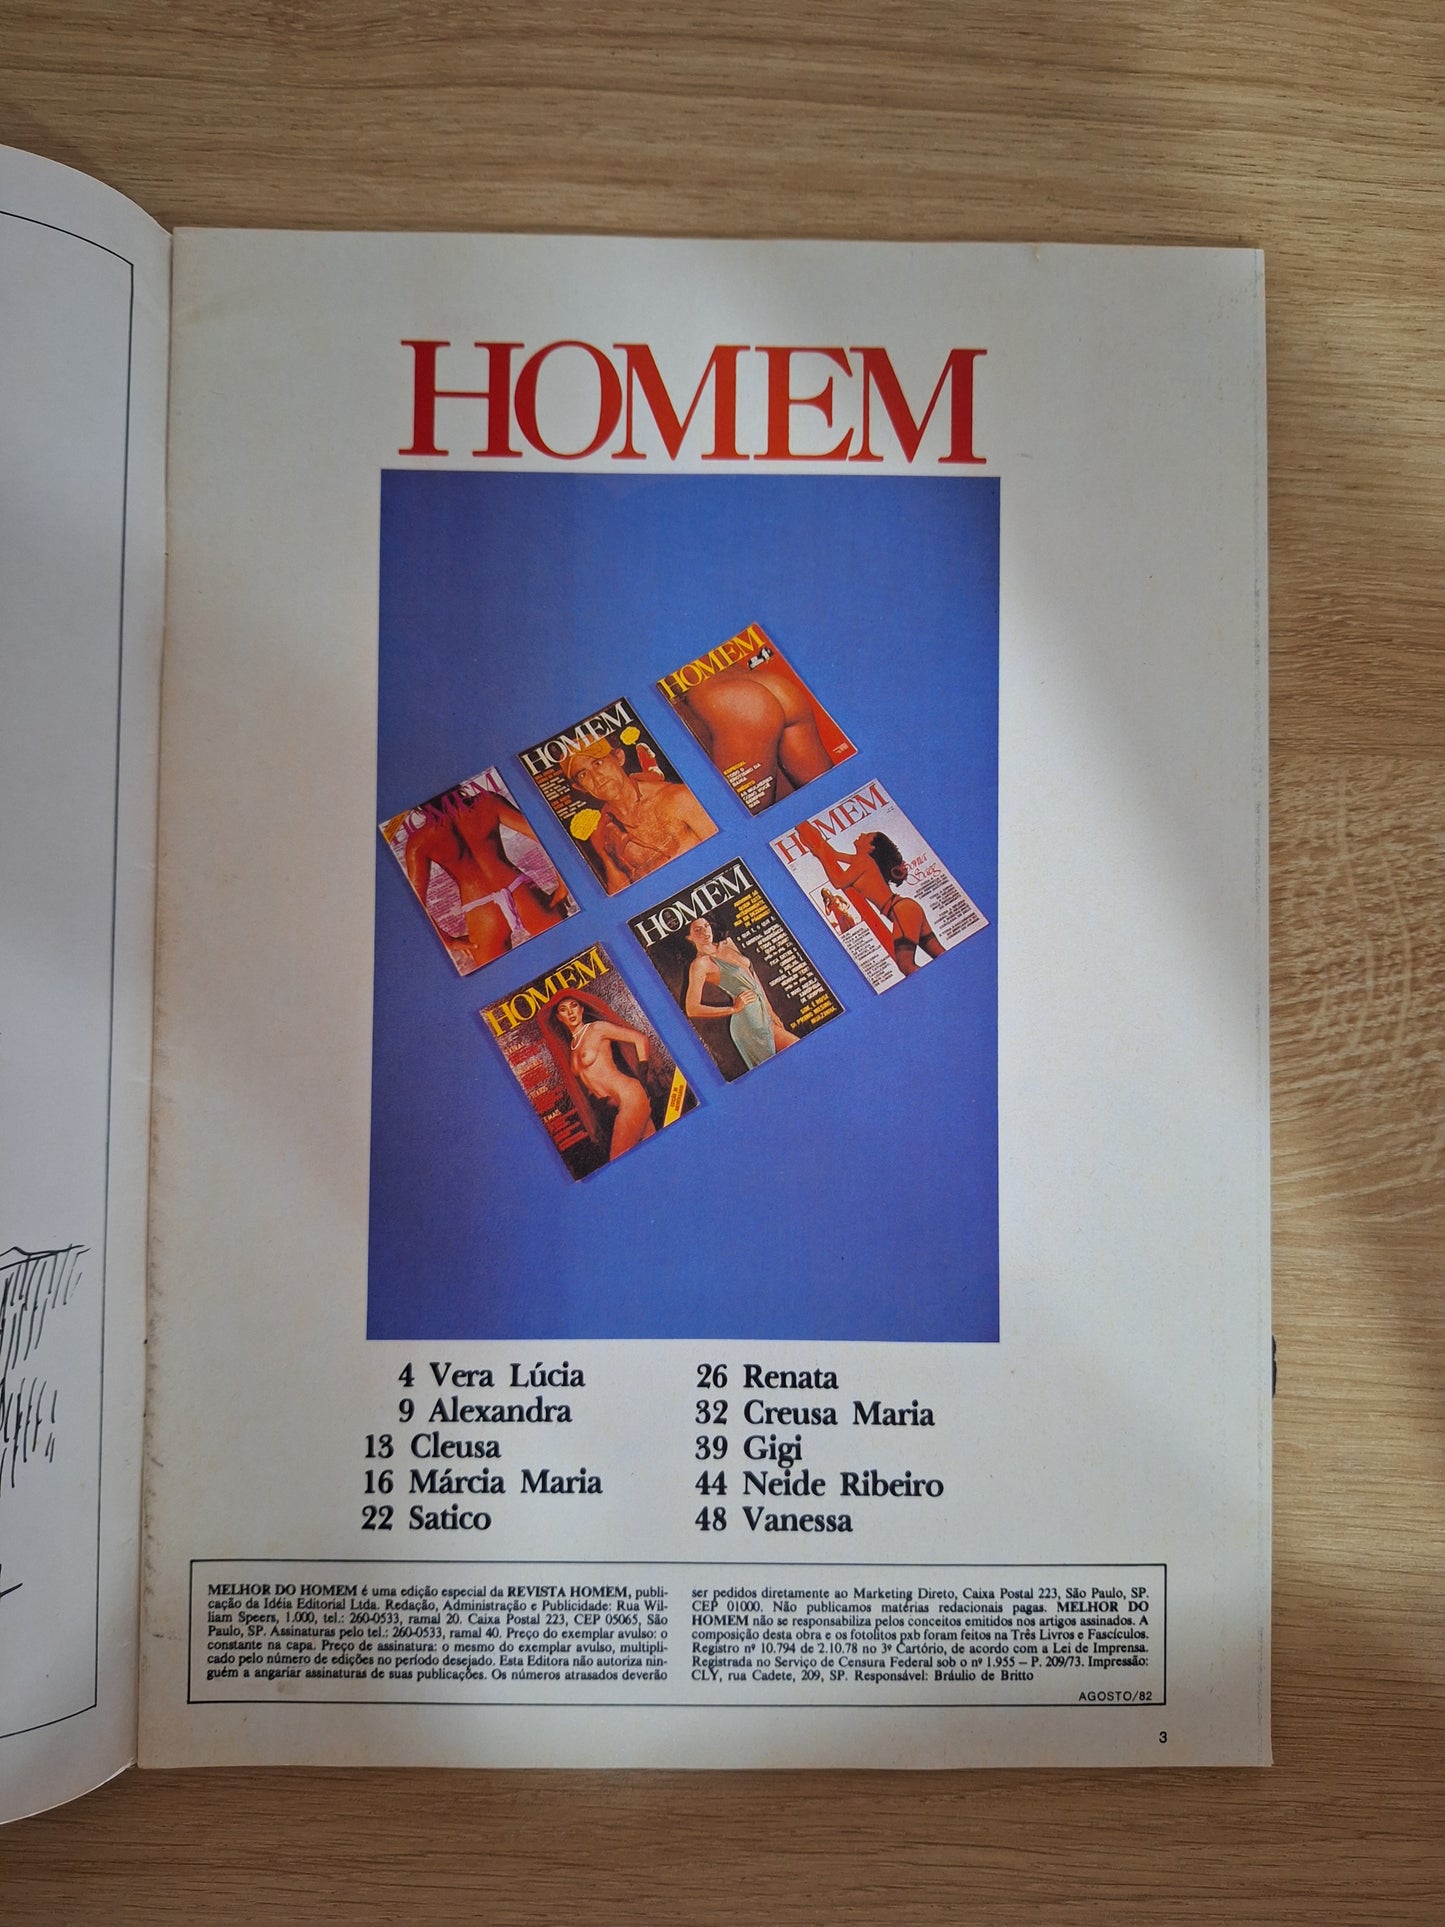 HOMEM
HOMEM
HOMEM
ESPECIAL
HOMEM
HOMEM
Sonia
HOMEM
HOMEM
4 Vera Lúcia
9 Alexandra
13 Cleusa
16 Márcia Maria
22 Satico
26 Renata
32 Creusa Maria
39 Gigi
44 Neide Ribeiro
48 Vanessa
MELHOR DO HOMEM é uma edição especial da REVISTA HOMEM, publi-
cação da Idéia Editorial Ltda. Redação, Administração e Publicidade: Rua Wil-
liam Speers, 1.000, tel.: 260-0533, ramal 20. Caixa Postal 223, CEP 05065, São
Paulo, SP. Assinaturas pelo tel.: 260-0533, ramal 40. Preço do exemplar avulso: o
constante na capa. Preço de assinatura: o mesmo do exemplar avulso, multipli-
cado pelo número de edições no período desejado. Esta Editora não autoriza nin-
guém a angariar assinaturas de suas publicações. Os números atrasados deverão
ser pedidos diretamente ao Marketing Direto, Caixa Postal 223, São Paulo, SP.
CEP 01000. Não publicamos matérias redacionais pagas. MELHOR DO
HOMEM não se responsabiliza pelos conceitos emitidos nos artigos assinados. A
composição desta obra e os fotolitos pxb foram feitos na Três Livros e Fascículos.
Registro nº 10.794 de 2.10.78 no 3º Cartório, de acordo com a Lei de Imprensa.
Registrada no Serviço de Censura Federal sob o nº 1.955 – P. 209/73. Impressão:
CLY, rua Cadete, 209, SP. Responsável: Bráulio de Britto
AGOSTO/82
3